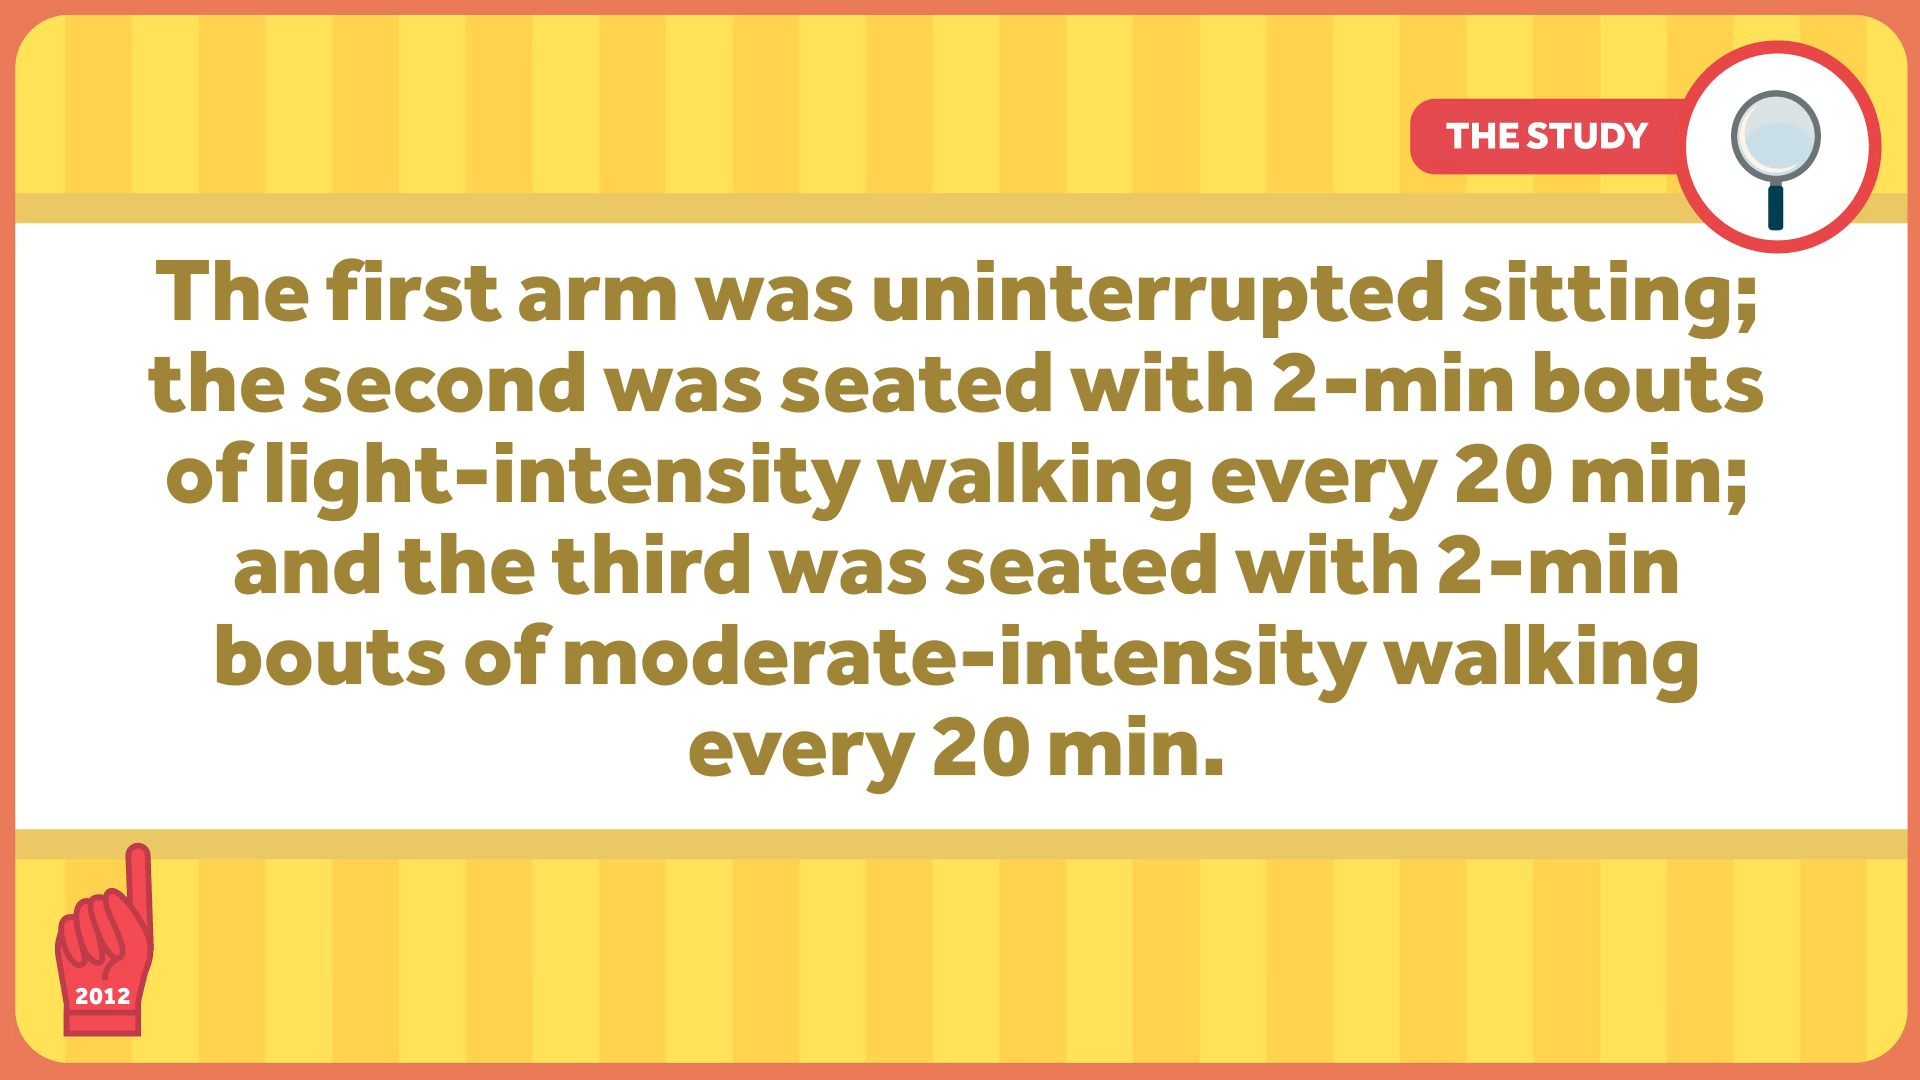 THE STUDY
The first arm was uninterrupted sitting;
the second was seated with 2-min bouts
of light-intensity walking every 20 min;
and the third was seated with 2-min
bouts of moderate-intensity walking
every 20 min.
2012